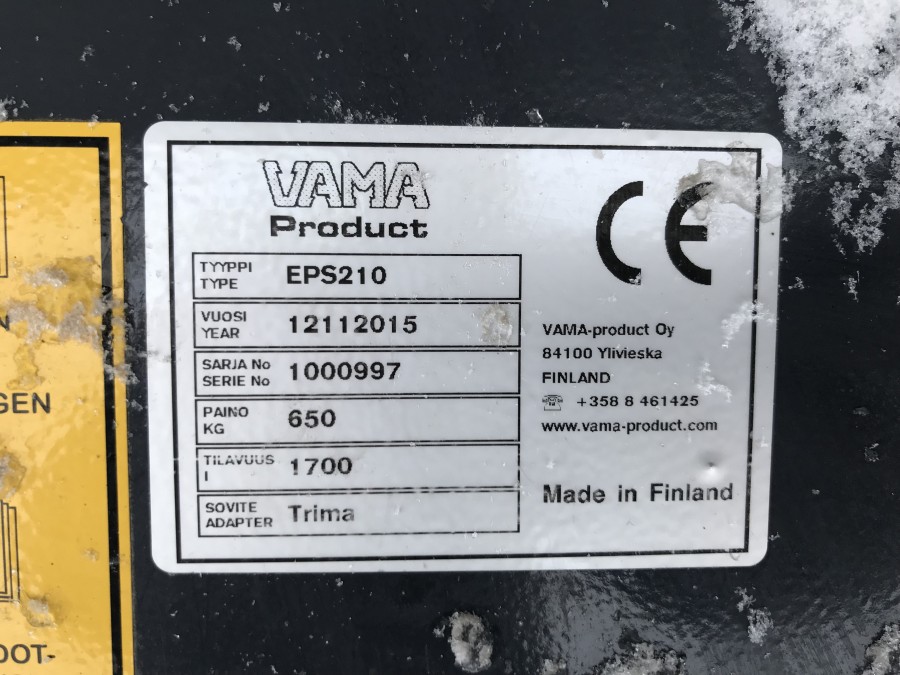 VAMA
Product
TYYPPI
TYPE
EPS210
VUOSI
YEAR
12112015
SARJA No
SERIE No
1000997
PAINO
KG
650
TILAVUUS
l
1700
SOVITE
ADAPTER
Trima
CE
VAMA-product Oy
84100 Ylivieska
FINLAND
+358 8 461425
www.vama-product.com
Made in Finland
N
GEN
OOT-